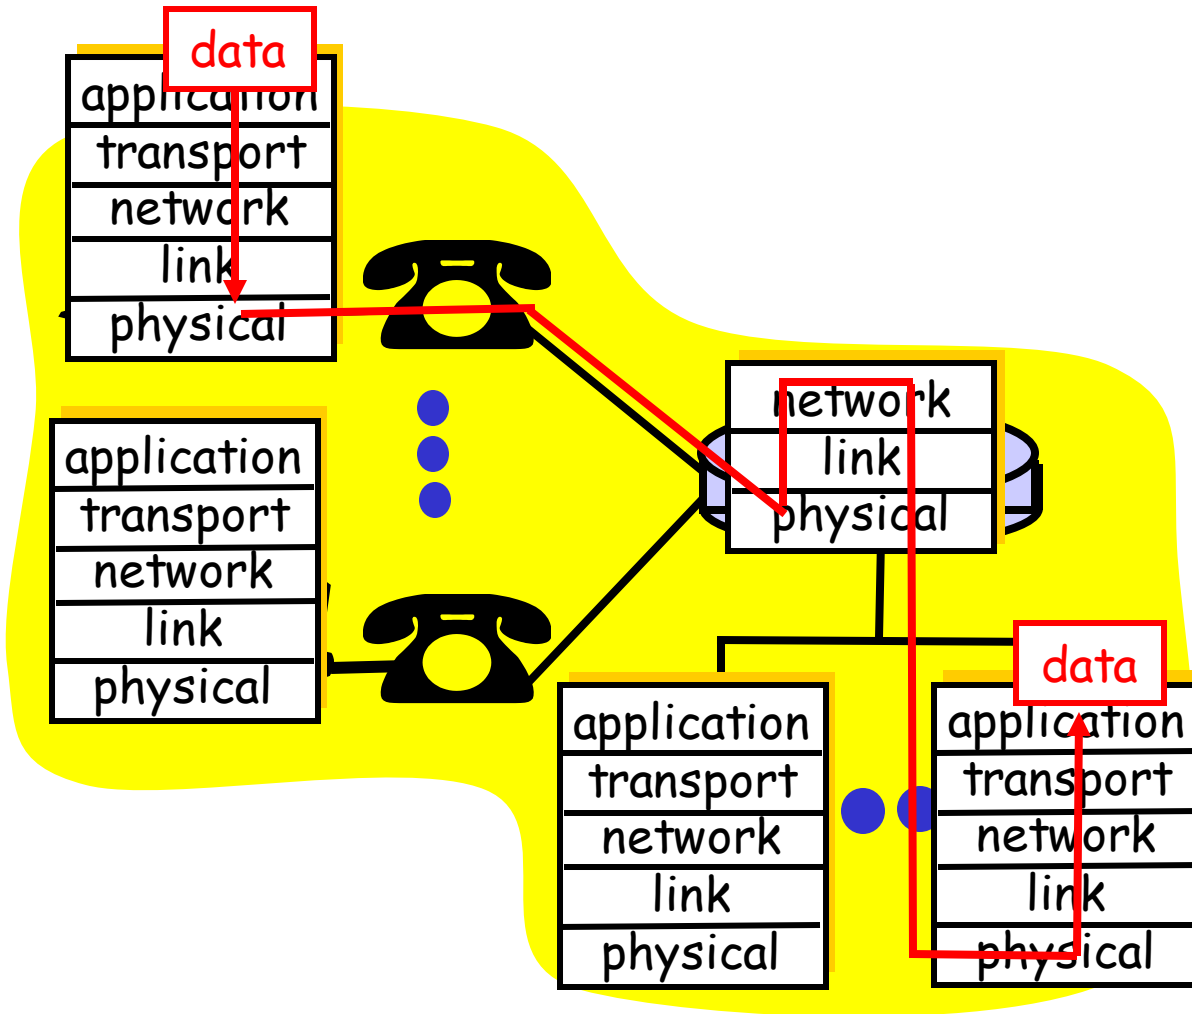 data
application
transport
network
link
physical
application
transport
network
link
physical
network
link
physical
application
transport
network
link
physical
data
application
transport
network
link
physical